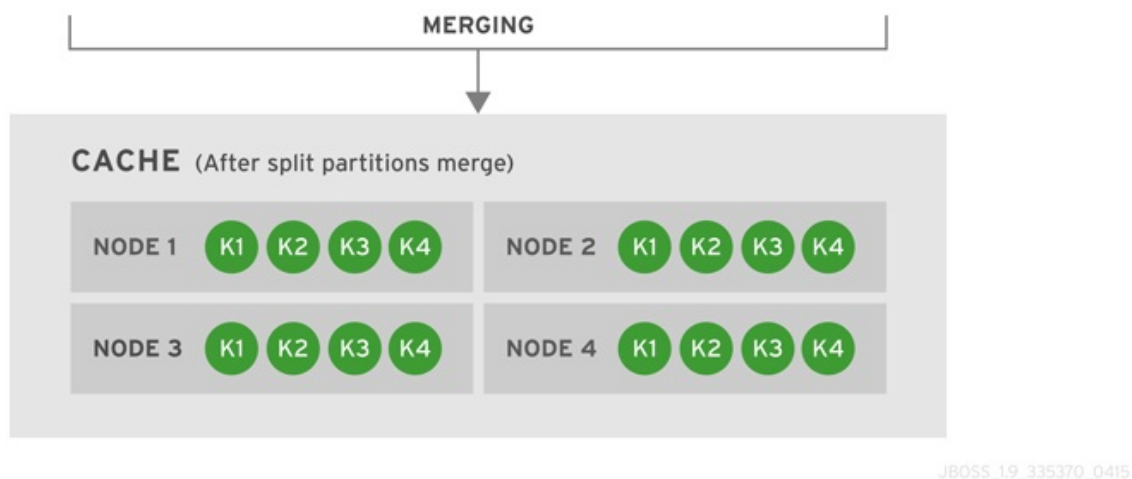 MERGING
CACHE (After split partitions merge)
NODE 1 K1 K2 K3 K4 NODE 2 K1 K2 K3 K4
NODE 3 K1 K2 K3 K4 NODE 4 K1 K2 K3 K4
JBOSS_1.9_335370_0415